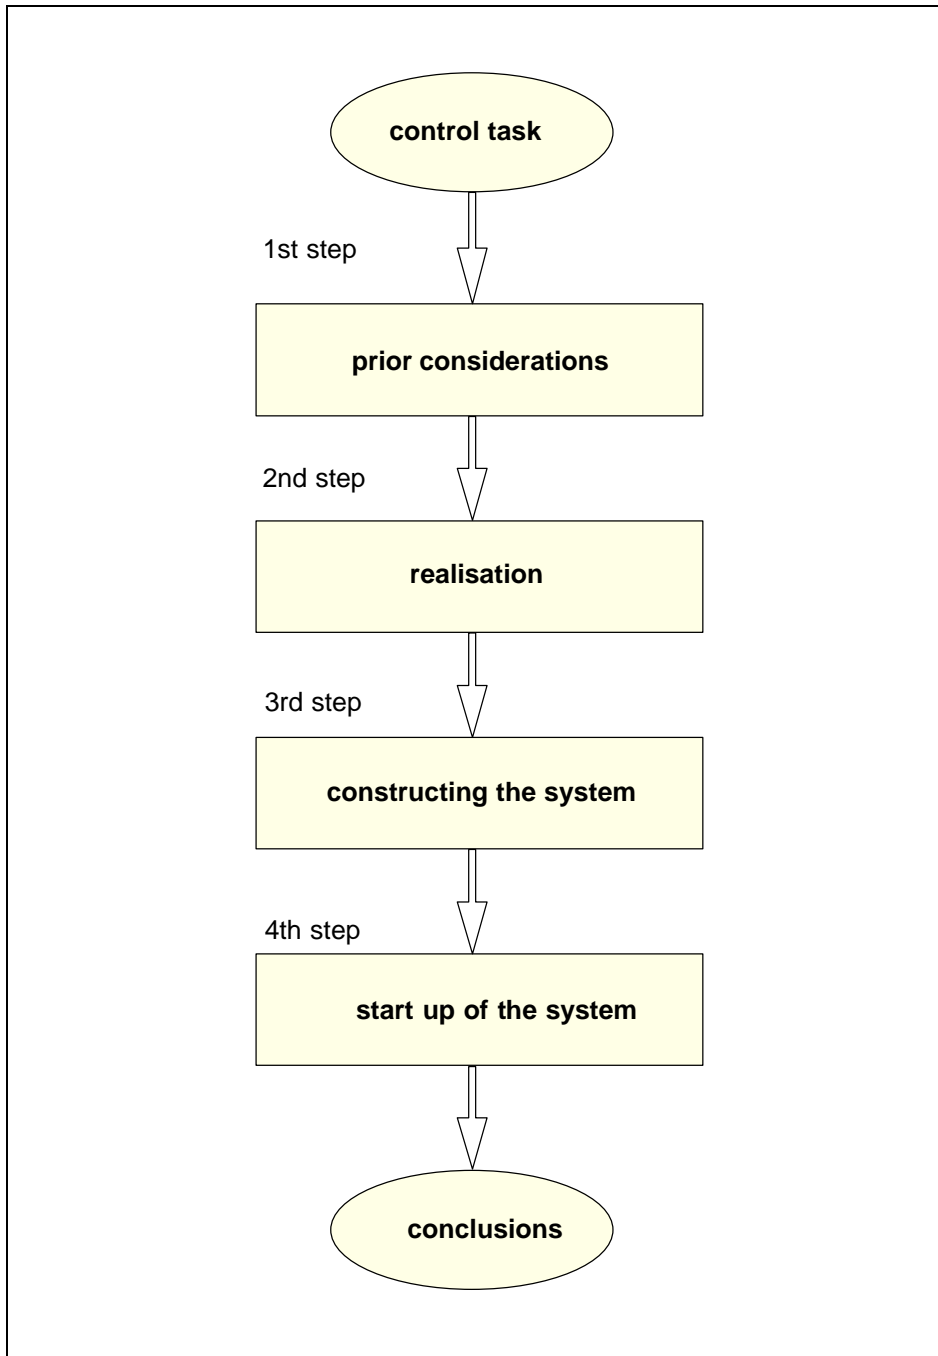 control task
1st step
prior considerations
2nd step
realisation
3rd step
constructing the system
4th step
start up of the system
conclusions